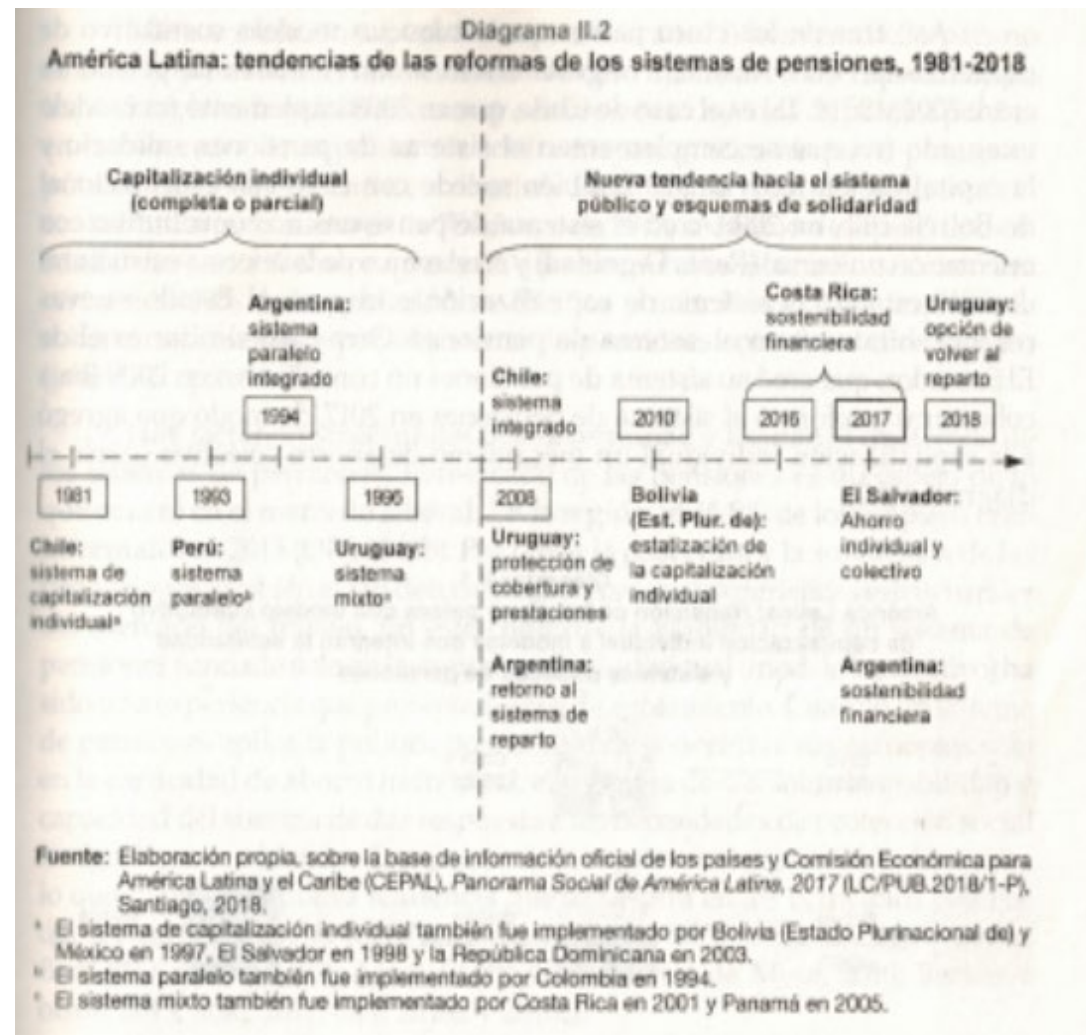 Diagrama II.2
América Latina: tendencias de las reformas de los sistemas de pensiones, 1981-2018
Capitalización individual
(completa o parcial)
Nueva tendencia hacia el sistema
público y esquemas de solidaridad
Argentina:
sistema
paralelo
integrado
1994
Chile:
sistema
integrado
2010
Costa Rica:
sostenibilidad
financiera
2016
2017
Uruguay:
opción de
volver al
reparto
2018
1981
Chile:
sistema de
capitalización
individualᵃ
1993
Perú:
sistema
paraleloᵇ
1996
Uruguay:
sistema
mixtoᶜ
2008
Uruguay:
protección de
cobertura y
prestaciones
Argentina:
retorno al
sistema de
reparto
Bolivia
(Est. Plur. de):
estatización de
la capitalización
individual
El Salvador:
Ahorro
individual y
colectivo
Argentina:
sostenibilidad
financiera
Fuente: Elaboración propia, sobre la base de información oficial de los países y Comisión Económica para
América Latina y el Caribe (CEPAL), Panorama Social de América Latina, 2017 (LC/PUB.2018/1-P),
Santiago, 2018.
ᵃ El sistema de capitalización individual también fue implementado por Bolivia (Estado Plurinacional de) y
México en 1997, El Salvador en 1998 y la República Dominicana en 2003.
ᵇ El sistema paralelo también fue implementado por Colombia en 1994.
ᶜ El sistema mixto también fue implementado por Costa Rica en 2001 y Panamá en 2005.